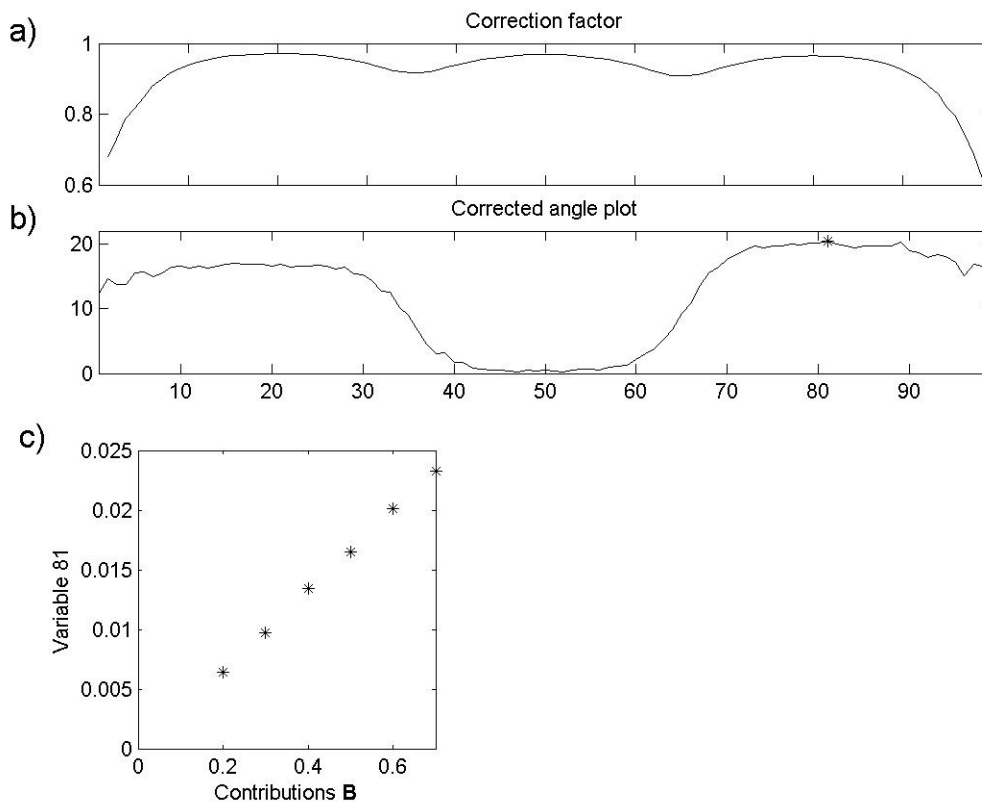 a)
Correction factor
1
0.8
0.6
b)
Corrected angle plot
20
10
0
10 20 30 40 50 60 70 80 90
c)
0.025
0.02
0.015
0.01
0.005
0
Variable 81
0 0.2 0.4 0.6
Contributions B